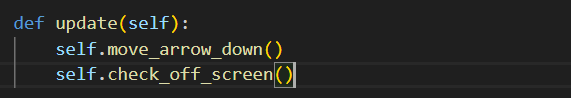 def update(self):
    self.move_arrow_down()
    self.check_off_screen()